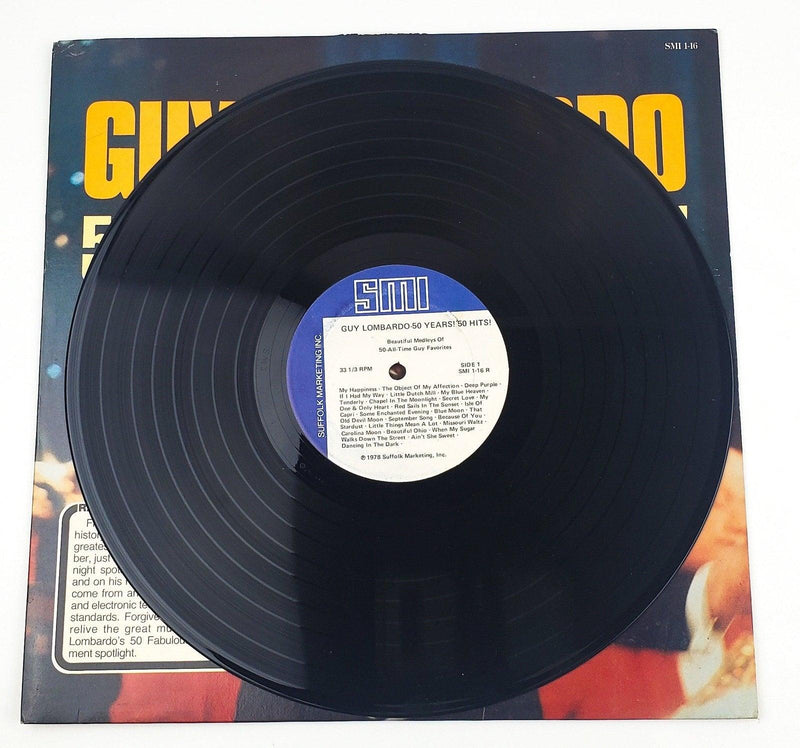 SMI 1-16
GUY
DO
SMI
GUY LOMBARDO-50 YEARS! 50 HITS!
Beautiful Medleys Of
50-All-Time Guy Favorites
33 1/3 RPM
SIDE 1
SMI 1-16 R
My Happiness · The Object Of My Affection · Deep Purple ·
If I Had My Way · Little Dutch Mill · My Blue Heaven ·
Tenderly · Chapel In The Moonlight · Secret Love · My
One & Only Heart · Red Sails In The Sunset · Isle Of
Capri · Some Enchanted Evening · Blue Moon · That
Old Devil Moon · September Song · Because Of You ·
Stardust · Little Things Mean A Lot · Missouri Waltz ·
Carolina Moon · Beautiful Ohio · When My Sugar
Walks Down The Street · Ain't She Sweet ·
Dancing In The Dark ·
℗ 1978 Suffolk Marketing, Inc.
SUFFOLK MARKETING INC.
histor
greates
ber, just
night spot
and on his
come from an
and electronic te
standards. Forgive
relive the great mu
Lombardo's 50 Fabulo
ment spotlight.